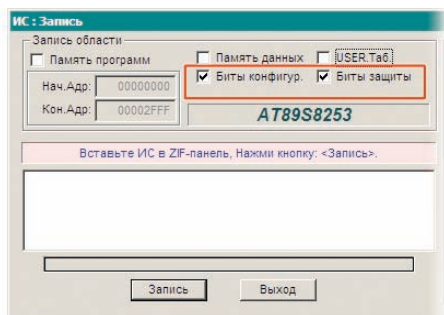 ИС : Запись
Запись области
Память программ
Память данных
USER.Таб.
Биты конфигур.
Биты защиты
Нач.Адр: 00000000
Кон.Адр: 00002FFF
AT89S8253
Вставьте ИС в ZIF-панель, Нажми кнопку: <Запись>.
Запись
Выход